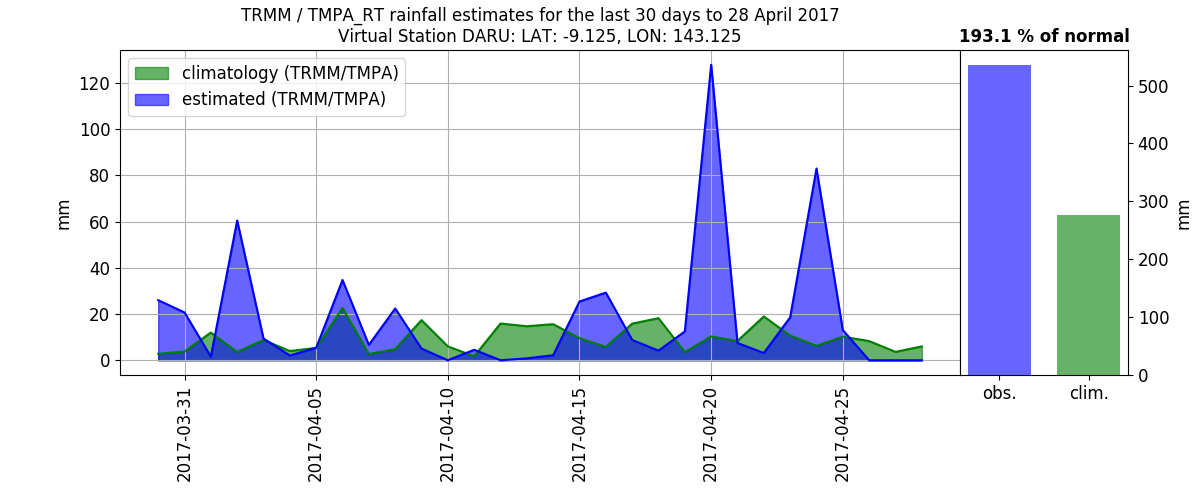 TRMM / TMPA_RT rainfall estimates for the last 30 days to 28 April 2017
Virtual Station DARU: LAT: -9.125, LON: 143.125
193.1 % of normal
climatology (TRMM/TMPA)
estimated (TRMM/TMPA)
mm
120
100
80
60
40
20
0
2017-03-31
2017-04-05
2017-04-10
2017-04-15
2017-04-20
2017-04-25
500
400
300
200
100
0
mm
obs.
clim.